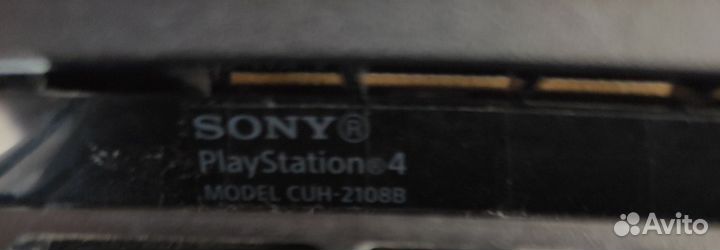 SONY®
PlayStation®4
MODEL CUH-2108B
Avito